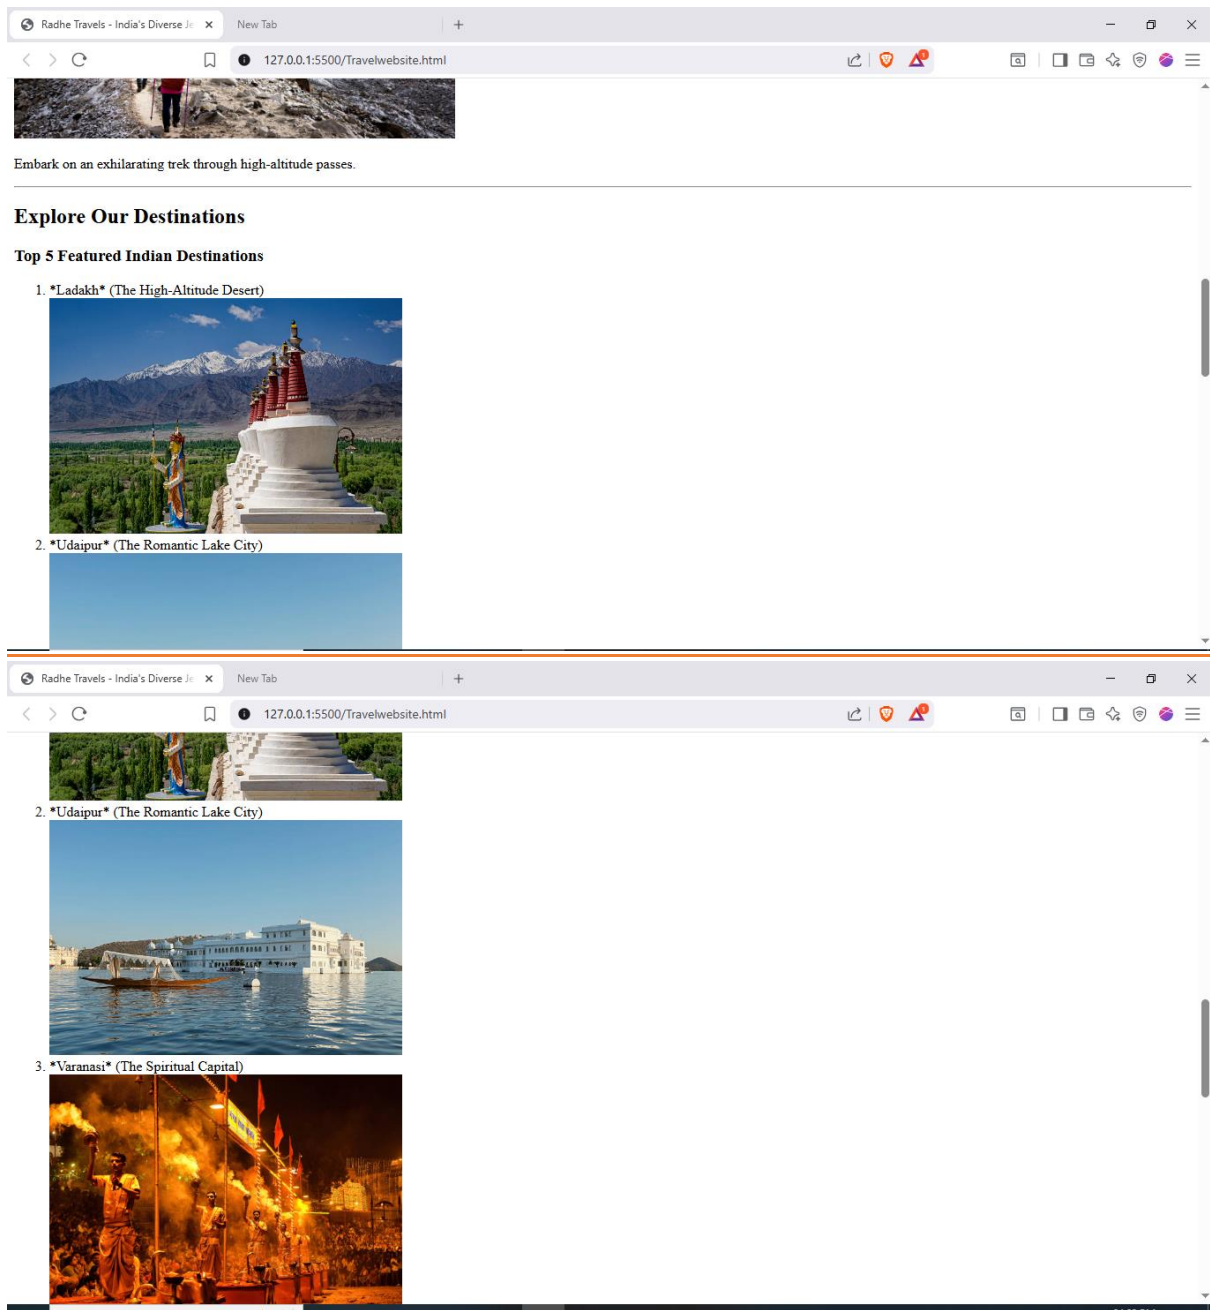 Radhe Travels - India's Diverse Je
New Tab
127.0.0.1:5500/Travelwebsite.html
Embark on an exhilarating trek through high-altitude passes.
Explore Our Destinations
Top 5 Featured Indian Destinations
1. *Ladakh* (The High-Altitude Desert)
2. *Udaipur* (The Romantic Lake City)
Radhe Travels - India's Diverse Je
New Tab
127.0.0.1:5500/Travelwebsite.html
2. *Udaipur* (The Romantic Lake City)
3. *Varanasi* (The Spiritual Capital)